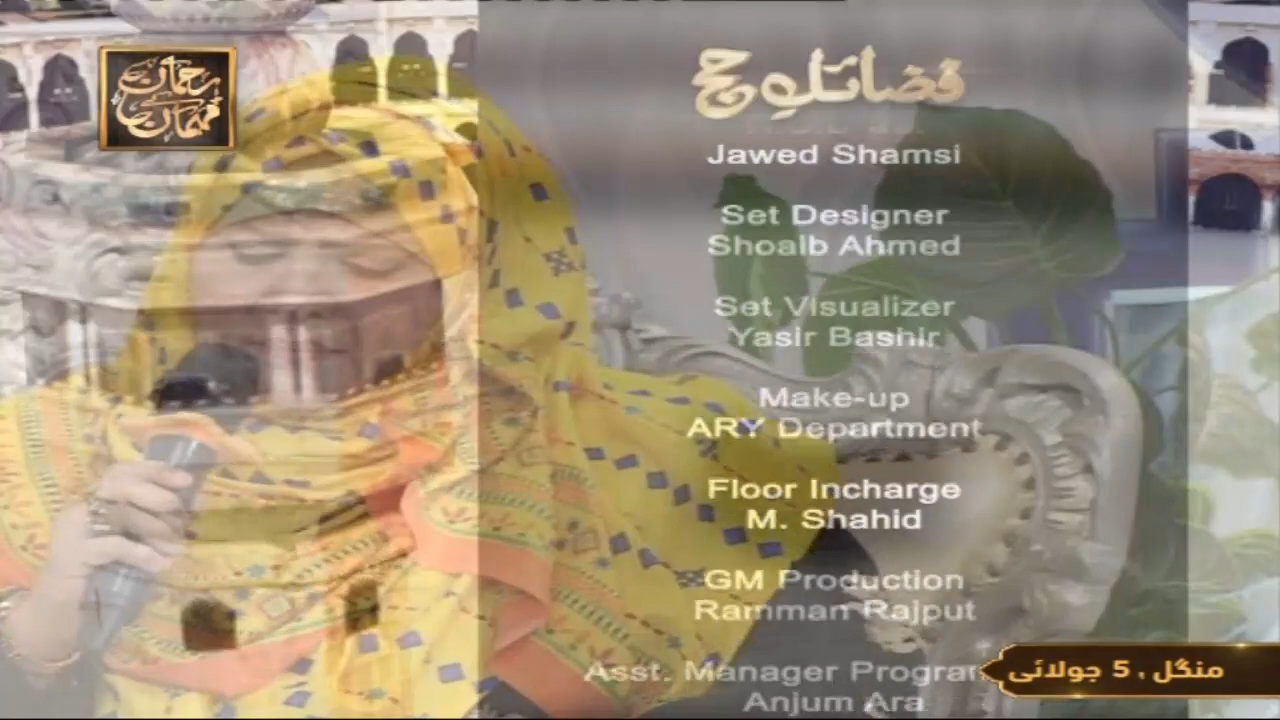 رحمان کے مہمان
فضائل حج
Jawed Shamsi
Set Designer
Shoaib Ahmed
Set Visualizer
Yasir Bashir
Make-up
ARY Department
Floor Incharge
M. Shahid
GM Production
Ramman Rajput
Asst. Manager Program
Anjum Ara
منگل، 5 جولائی